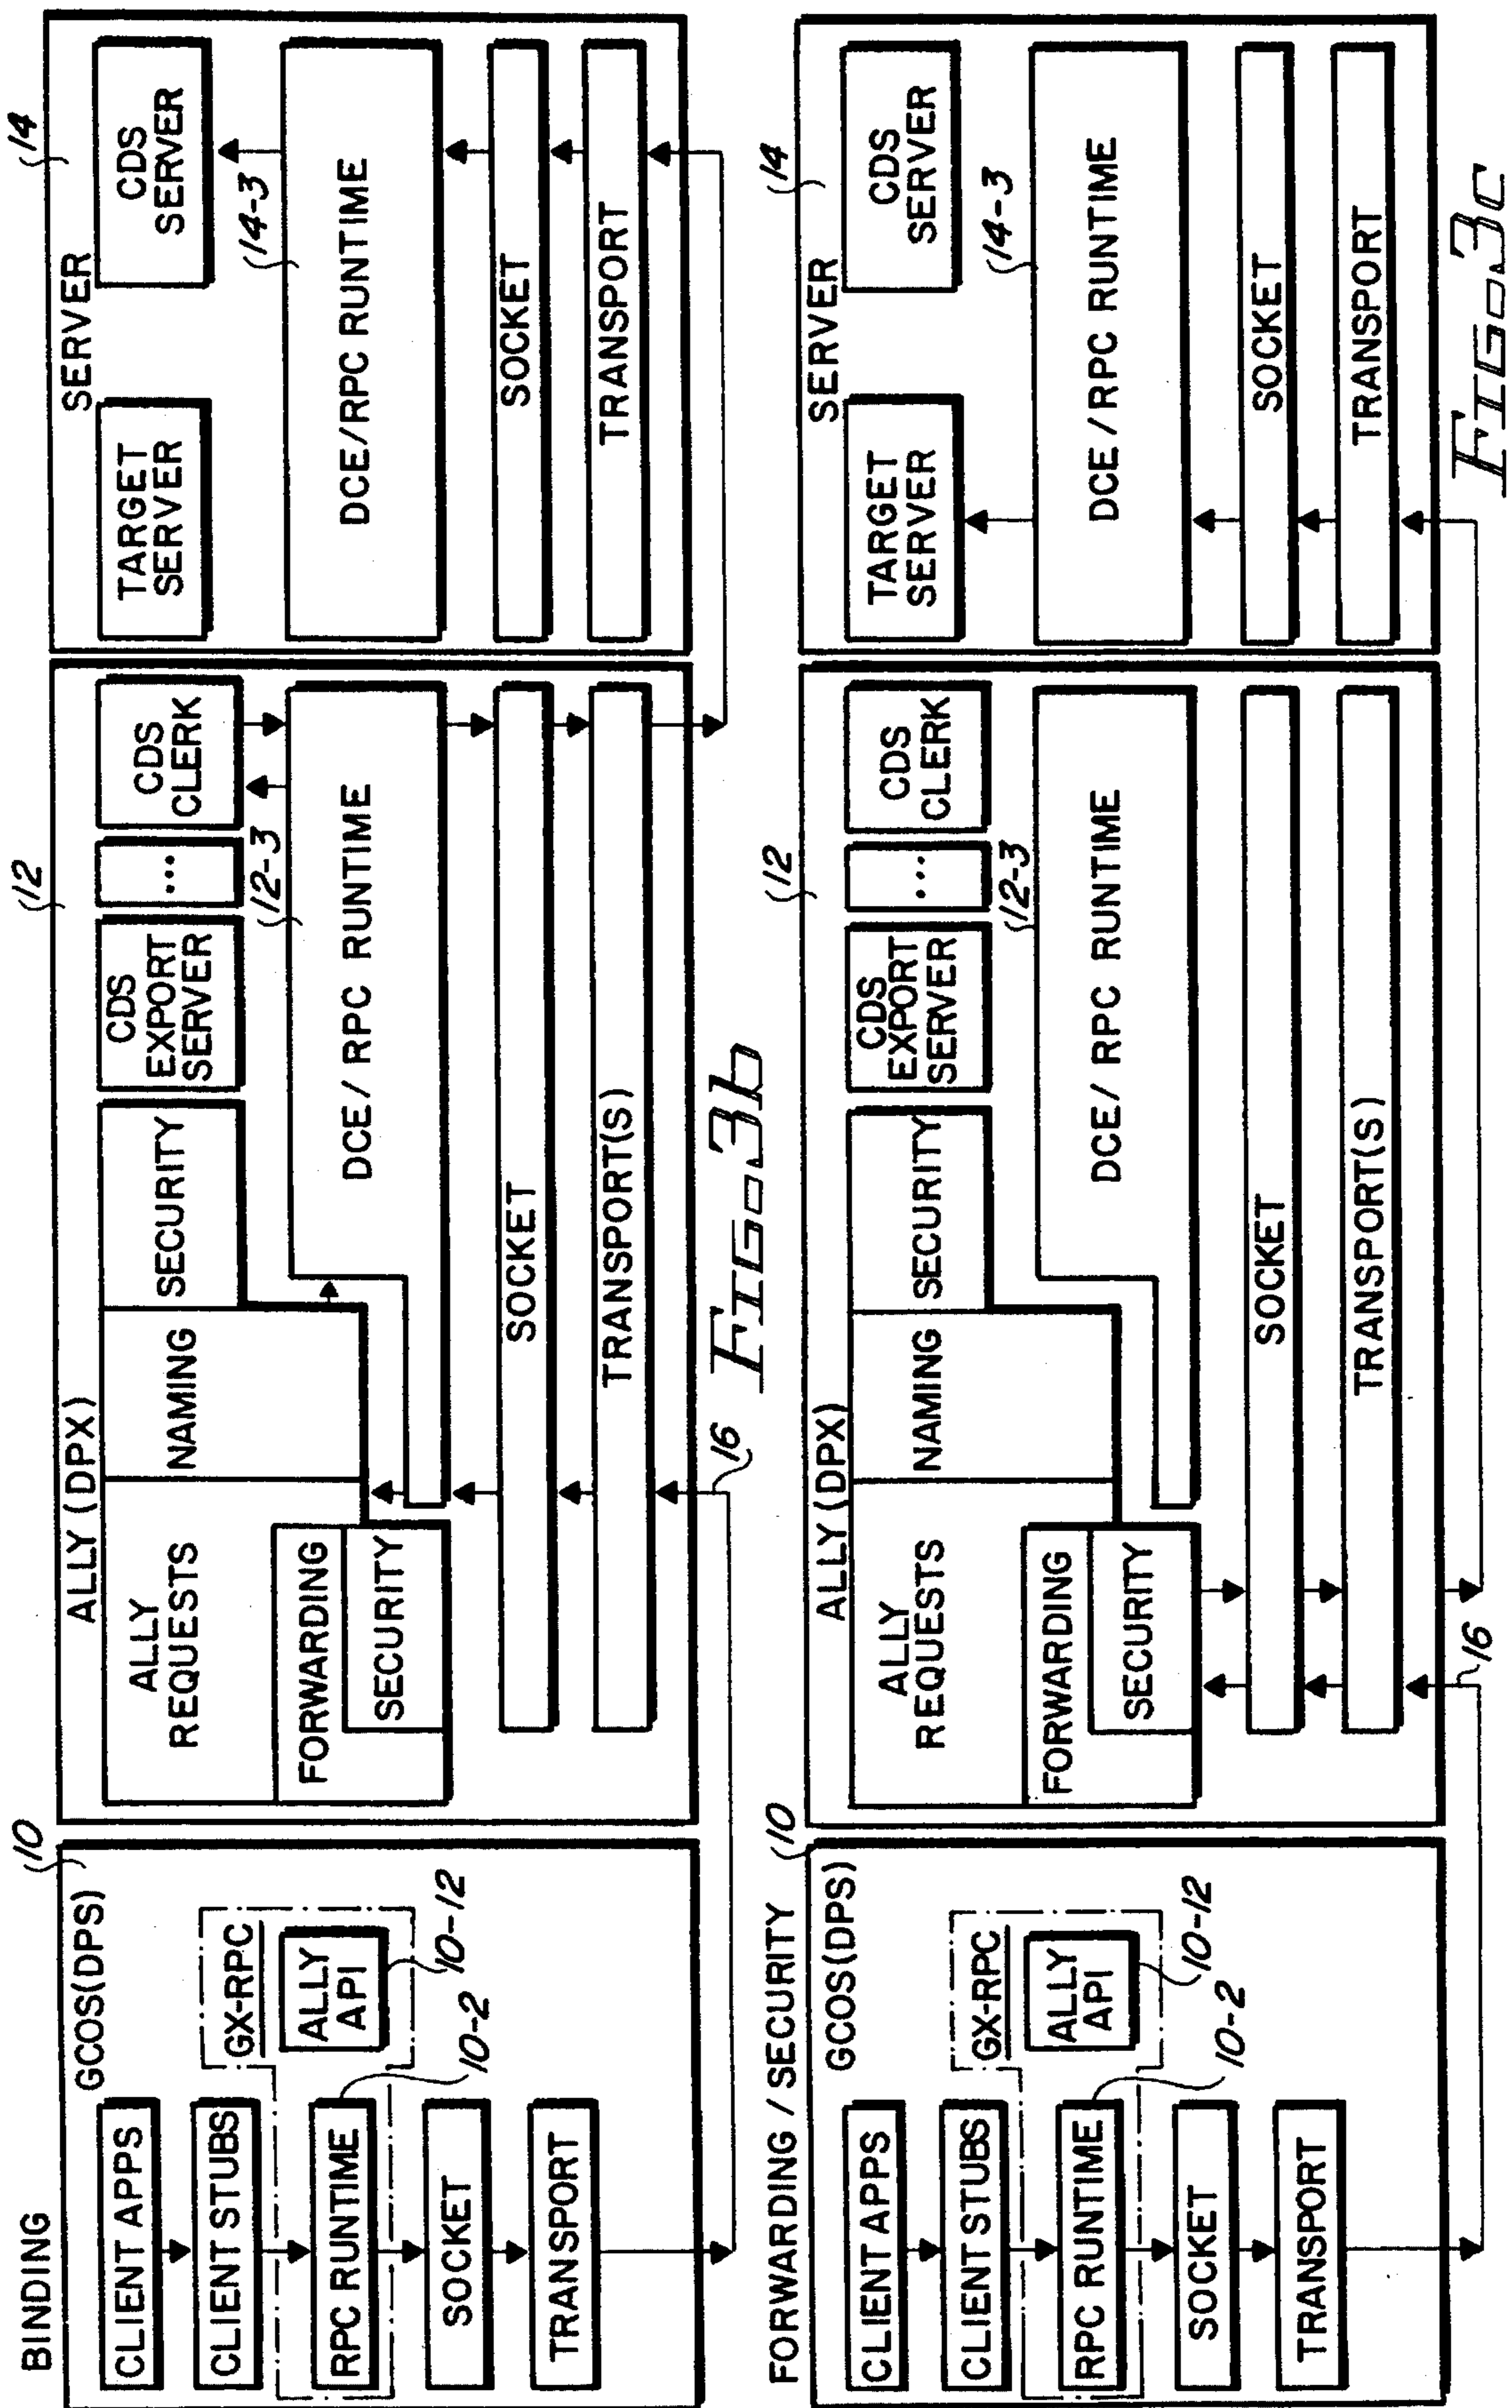 BINDING
10
GCOS(DPS)
CLIENT APPS
CLIENT STUBS
GX-RPC
RPC RUNTIME
ALLY
API
10-12
10-2
SOCKET
TRANSPORT
12
ALLY (DPX)
ALLY
REQUESTS
NAMING
SECURITY
CDS
EXPORT
SERVER
...
CDS
CLERK
12-3
FORWARDING
SECURITY
DCE/ RPC RUNTIME
SOCKET
TRANSPORT(S)
16
14
SERVER
TARGET
SERVER
CDS
SERVER
14-3
DCE/RPC RUNTIME
SOCKET
TRANSPORT
FIG. 3b
FORWARDING / SECURITY
10
GCOS(DPS)
CLIENT APPS
CLIENT STUBS
GX-RPC
RPC RUNTIME
ALLY
API
10-12
10-2
SOCKET
TRANSPORT
12
ALLY (DPX)
ALLY
REQUESTS
NAMING
SECURITY
CDS
EXPORT
SERVER
...
CDS
CLERK
12-3
FORWARDING
SECURITY
DCE/ RPC RUNTIME
SOCKET
TRANSPORT(S)
16
14
SERVER
TARGET
SERVER
CDS
SERVER
14-3
DCE /RPC RUNTIME
SOCKET
TRANSPORT
FIG. 3c